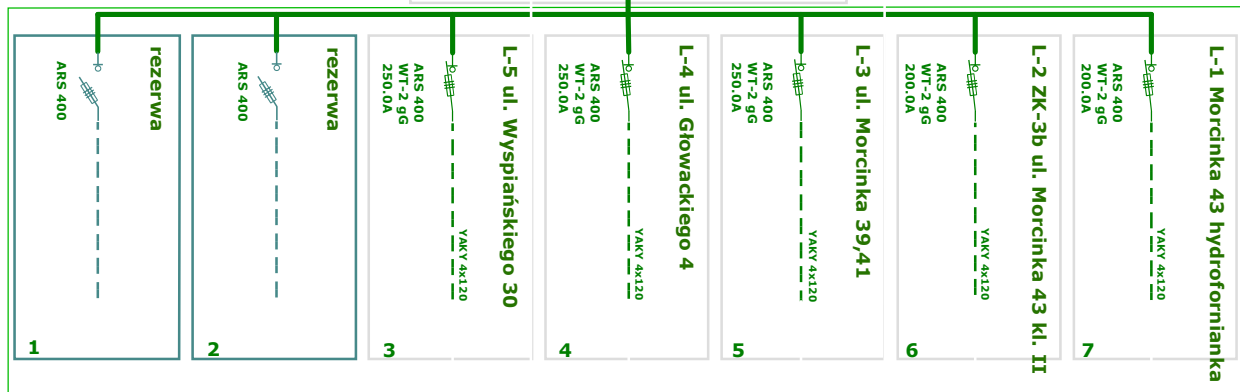 rezerwa
ARS 400
1
rezerwa
ARS 400
2
L-5 ul. Wyspiańskiego 30
ARS 400
WT-2 gG
250.0A
YAKY 4x120
3
L-4 ul. Głowackiego 4
ARS 400
WT-2 gG
250.0A
YAKY 4x120
4
L-3 ul. Morcinka 39,41
ARS 400
WT-2 gG
250.0A
YAKY 4x120
5
L-2 ZK-3b ul. Morcinka 43 kl. II
ARS 400
WT-2 gG
200.0A
YAKY 4x120
6
L-1 Morcinka 43 hydrofornianka
ARS 400
WT-2 gG
200.0A
YAKY 4x120
7